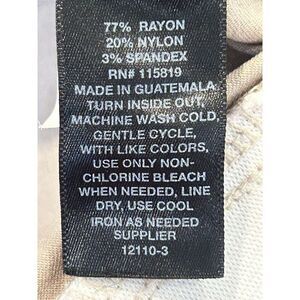 77% RAYON
20% NYLON
3% SPANDEX
RN# 115819
MADE IN GUATEMALA
TURN INSIDE OUT,
MACHINE WASH COLD,
GENTLE CYCLE,
WITH LIKE COLORS,
USE ONLY NON-
CHLORINE BLEACH
WHEN NEEDED, LINE
DRY, USE COOL
IRON AS NEEDED
SUPPLIER
12110-3